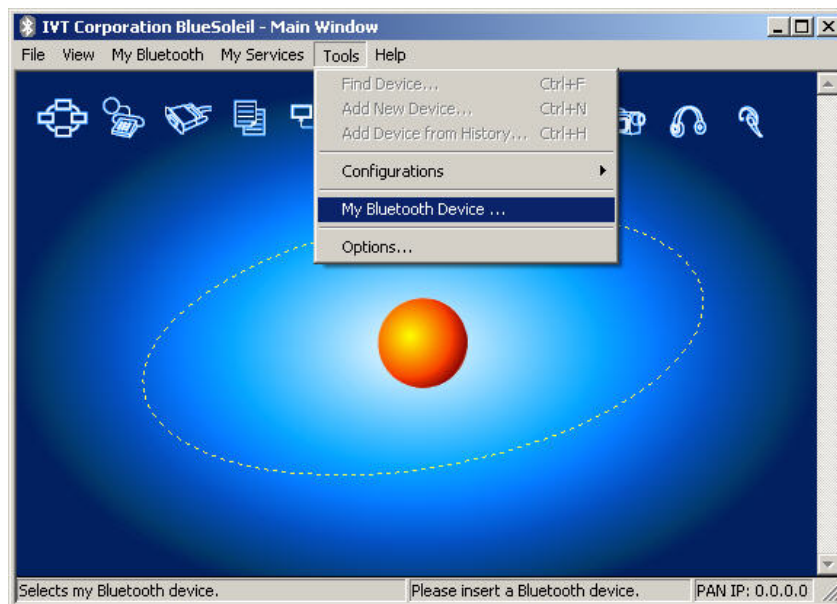 IVT Corporation BlueSoleil - Main Window
File View My Bluetooth My Services Tools Help
Find Device... Ctrl+F
Add New Device... Ctrl+N
Add Device from History... Ctrl+H
Configurations
My Bluetooth Device ...
Options...
Selects my Bluetooth device. Please insert a Bluetooth device. PAN IP: 0.0.0.0